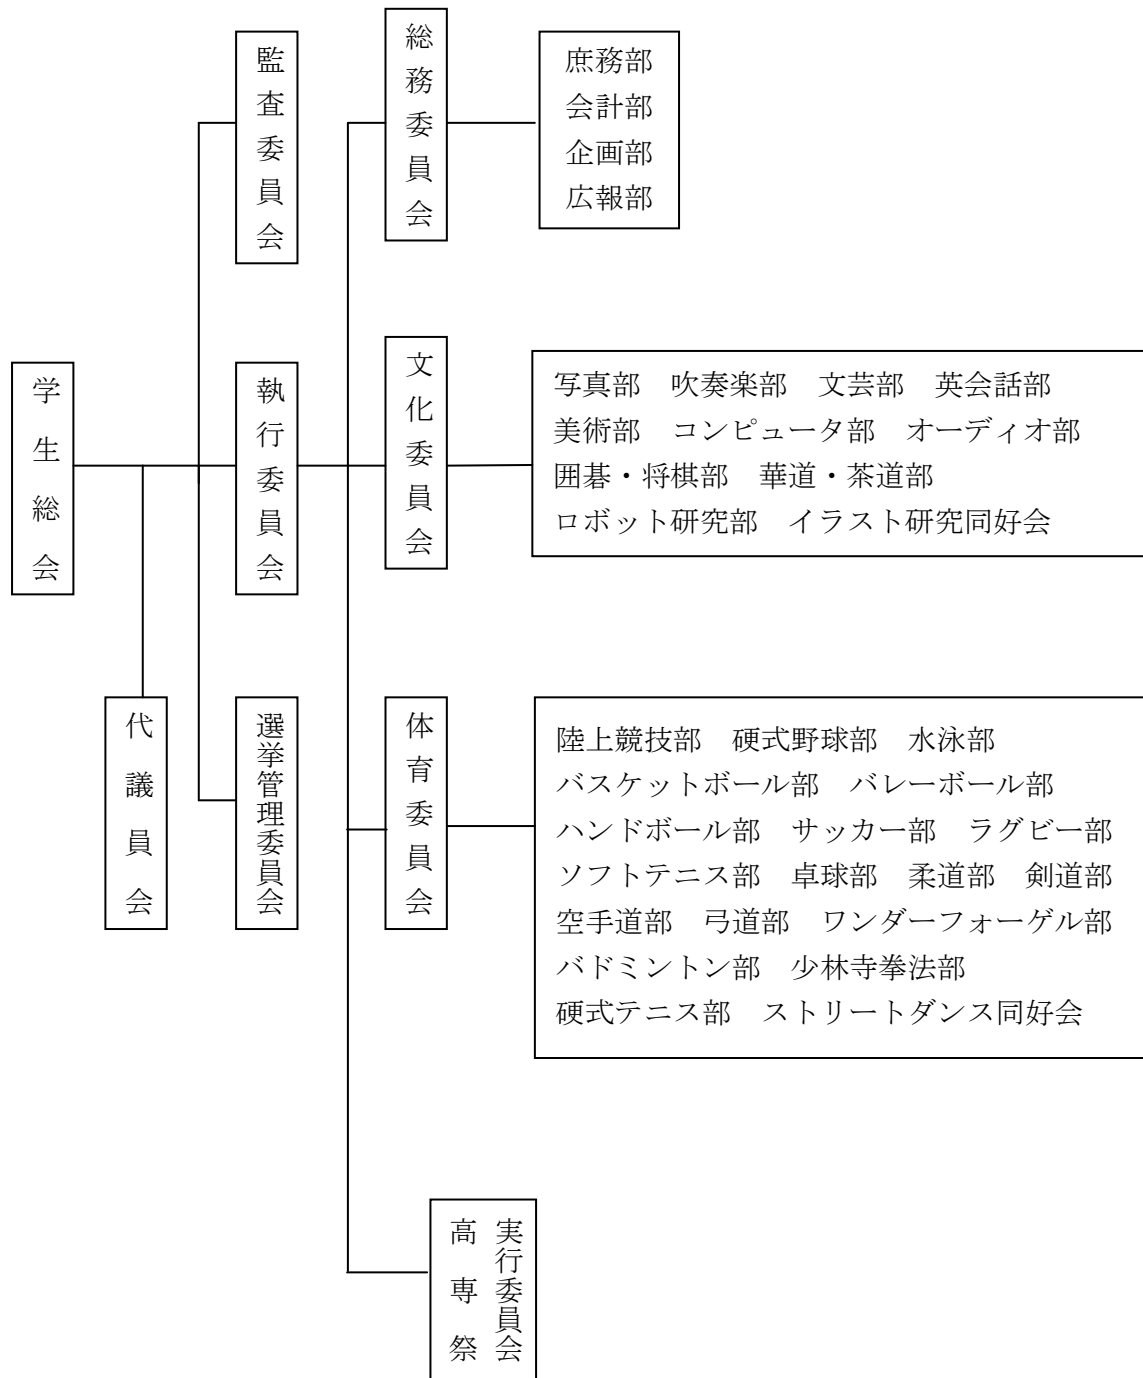 学生総会
代議員会
監査委員会
執行委員会
選挙管理委員会
総務委員会
庶務部
会計部
企画部
広報部
文化委員会
写真部　吹奏楽部　文芸部　英会話部
美術部　コンピュータ部　オーディオ部
囲碁・将棋部　華道・茶道部
ロボット研究部　イラスト研究同好会
体育委員会
陸上競技部　硬式野球部　水泳部
バスケットボール部　バレーボール部
ハンドボール部　サッカー部　ラグビー部
ソフトテニス部　卓球部　柔道部　剣道部
空手道部　弓道部　ワンダーフォーゲル部
バドミントン部　少林寺拳法部
硬式テニス部　ストリートダンス同好会
高専祭
実行委員会